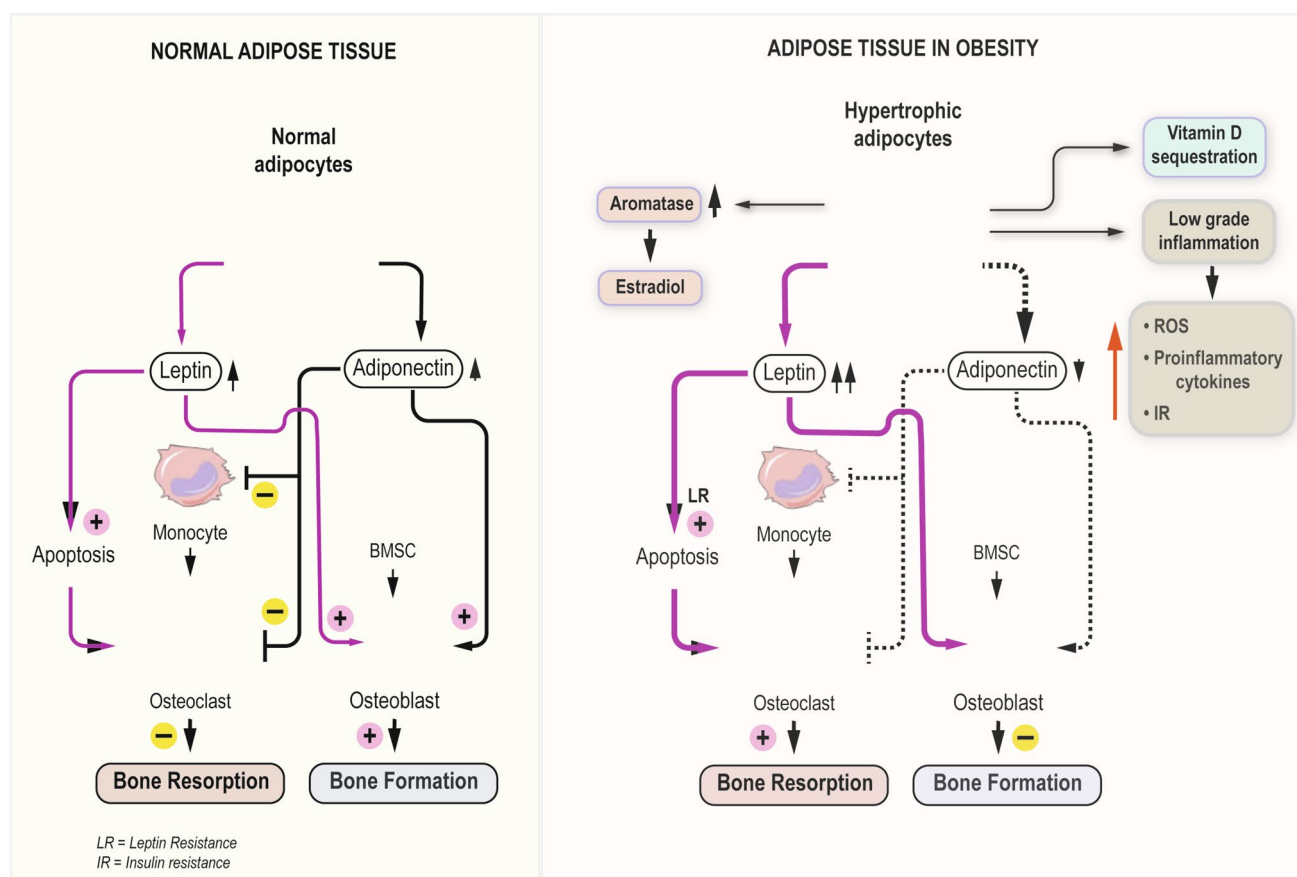 NORMAL ADIPOSE TISSUE
Normal
adipocytes
Leptin
Adiponectin
+
−
Apoptosis
Monocyte
BMSC
−
+
+
Osteoclast
Osteoblast
−
+
Bone Resorption
Bone Formation
LR = Leptin Resistance
IR = Insulin resistance
ADIPOSE TISSUE IN OBESITY
Hypertrophic
adipocytes
Vitamin D
sequestration
Aromatase
Low grade
inflammation
Estradiol
• ROS
• Proinflammatory
cytokines
• IR
Leptin
Adiponectin
LR
+
Apoptosis
Monocyte
BMSC
Osteoclast
Osteoblast
+
−
Bone Resorption
Bone Formation